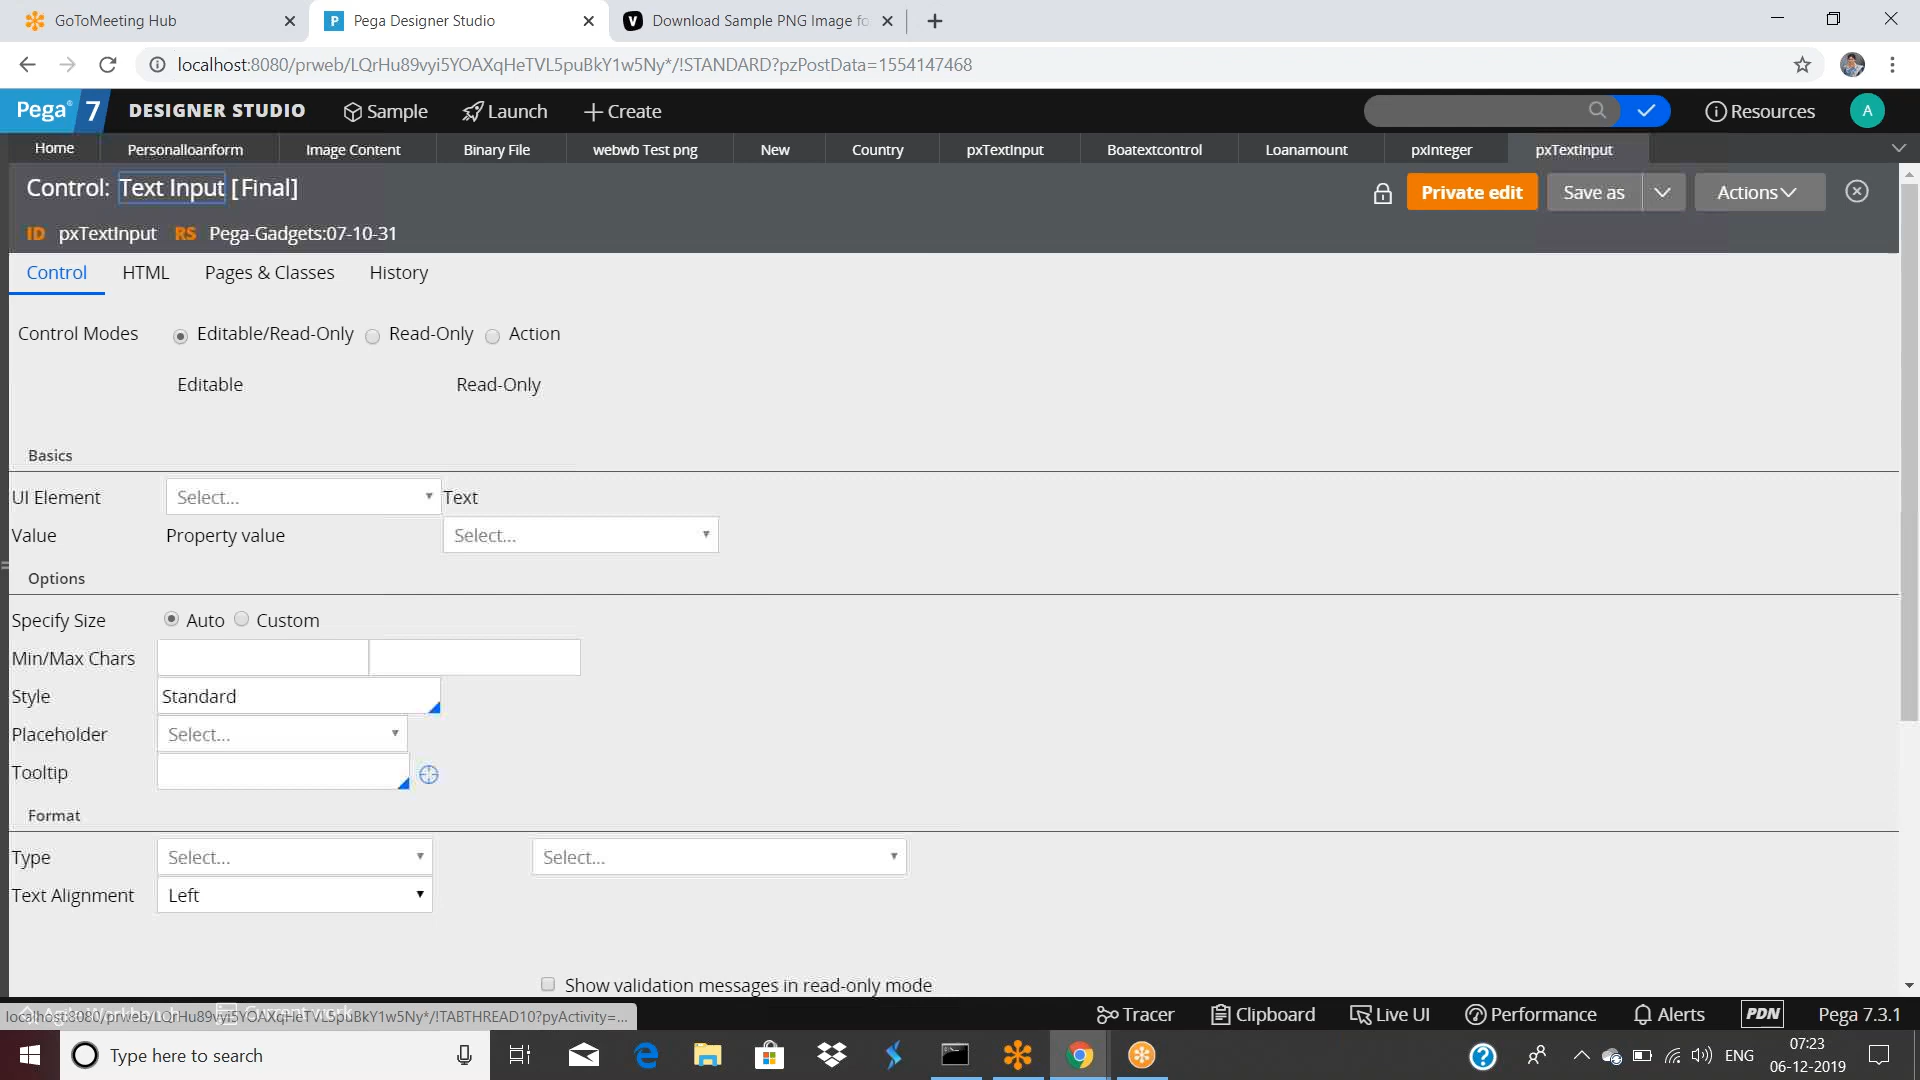 GoToMeeting Hub
Pega Designer Studio
Download Sample PNG Image fo
localhost:8080/prweb/LQrHu89vyi5YOAXqHeTVL5puBkY1w5Ny*/!STANDARD?pzPostData=1554147468
Pega 7 DESIGNER STUDIO Sample Launch Create Resources A
Home Personalloanform Image Content Binary File webwb Test png New Country pxTextInput Boatextcontrol Loanamount pxInteger pxTextInput
Control: Text Input [Final] Private edit Save as Actions
ID pxTextInput RS Pega-Gadgets:07-10-31
Control HTML Pages & Classes History
Control Modes Editable/Read-Only Read-Only Action
Editable Read-Only
Basics
UI Element Select... Text
Value Property value Select...
Options
Specify Size Auto Custom
Min/Max Chars
Style Standard
Placeholder Select...
Tooltip
Format
Type Select... Select...
Text Alignment Left
Show validation messages in read-only mode
localhost:8080/prweb/LQrHu89vyi5YOAXqHeTVL5puBkY1w5Ny*/!TABTHREAD10?pyActivity=...
Tracer Clipboard Live UI Performance Alerts PDN Pega 7.3.1
Type here to search
ENG
07:23
06-12-2019